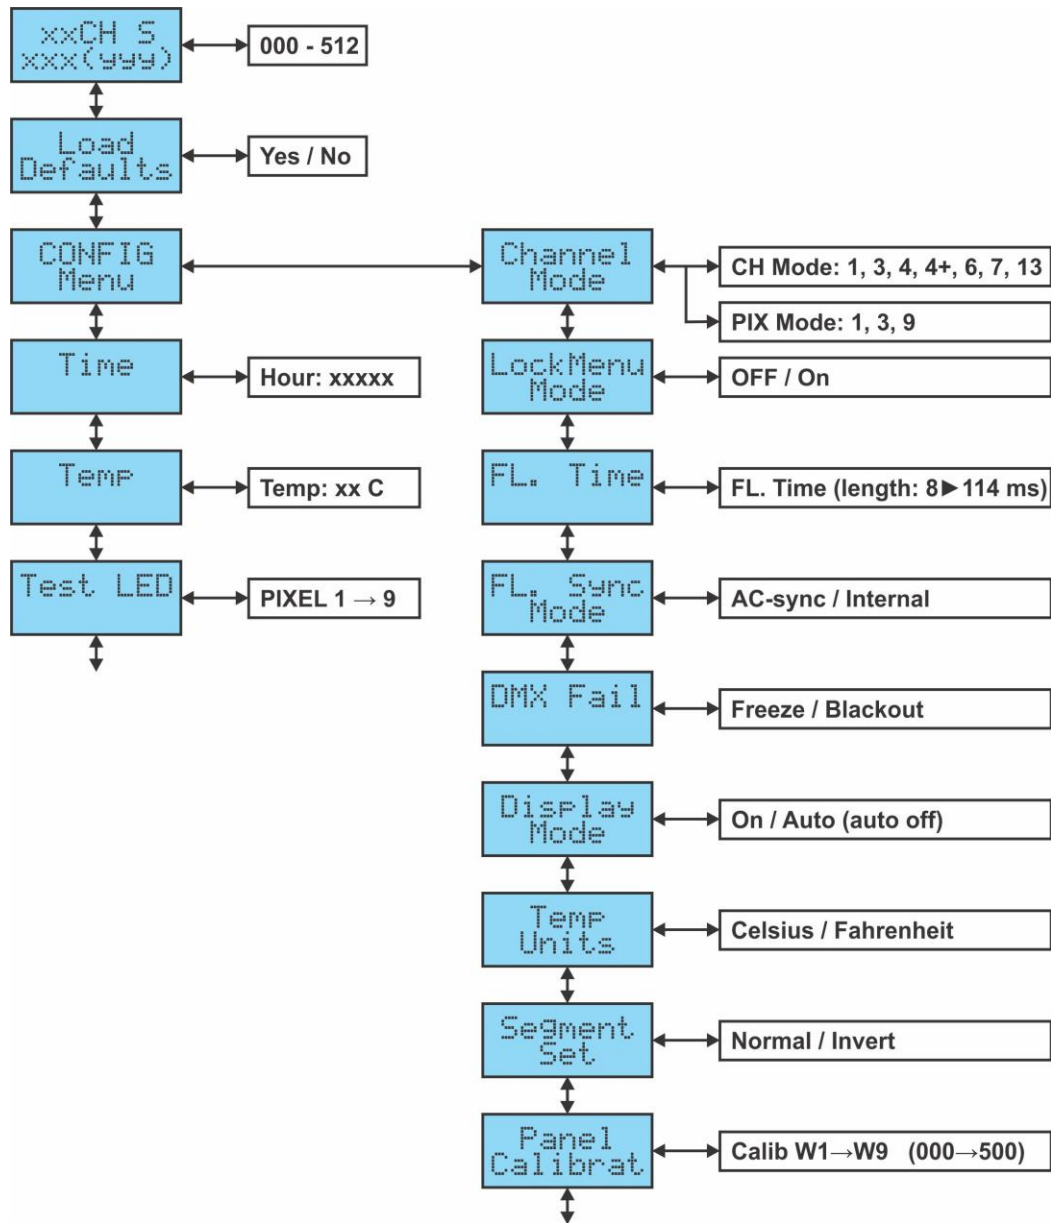 xxCH S
xxx(yyy)
000 - 512
Load
Defaults
Yes / No
CONFIG
Menu
Channel
Mode
CH Mode: 1, 3, 4, 4+, 6, 7, 13
PIX Mode: 1, 3, 9
Time
Hour: xxxxx
LockMenu
Mode
OFF / On
Temp
Temp: xx C
FL. Time
FL. Time (length: 8►114 ms)
Test LED
PIXEL 1 → 9
FL. Sync
Mode
AC-sync / Internal
DMX Fail
Freeze / Blackout
Display
Mode
On / Auto (auto off)
Temp
Units
Celsius / Fahrenheit
Segment
Set
Normal / Invert
Panel
Calibrat
Calib W1→W9 (000→500)